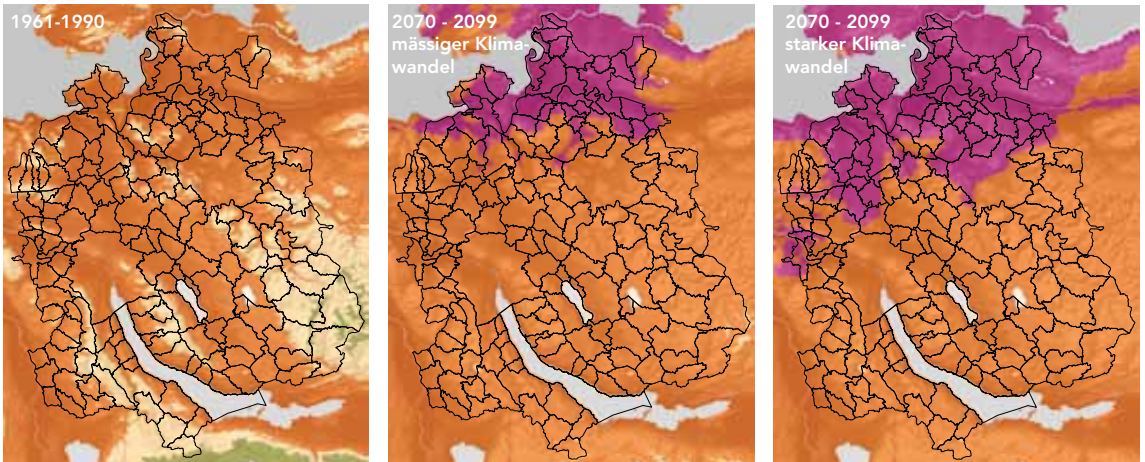 1961-1990
2070 - 2099
mässiger Klima-
wandel
2070 - 2099
starker Klima-
wandel